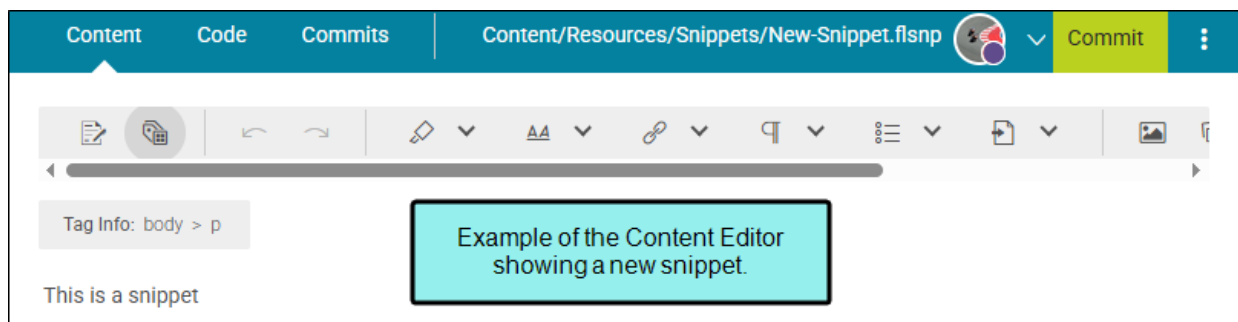 Content Code Commits Content/Resources/Snippets/New-Snippet.flsnp Commit
AA
Tag Info: body > p
Example of the Content Editor
showing a new snippet.
This is a snippet